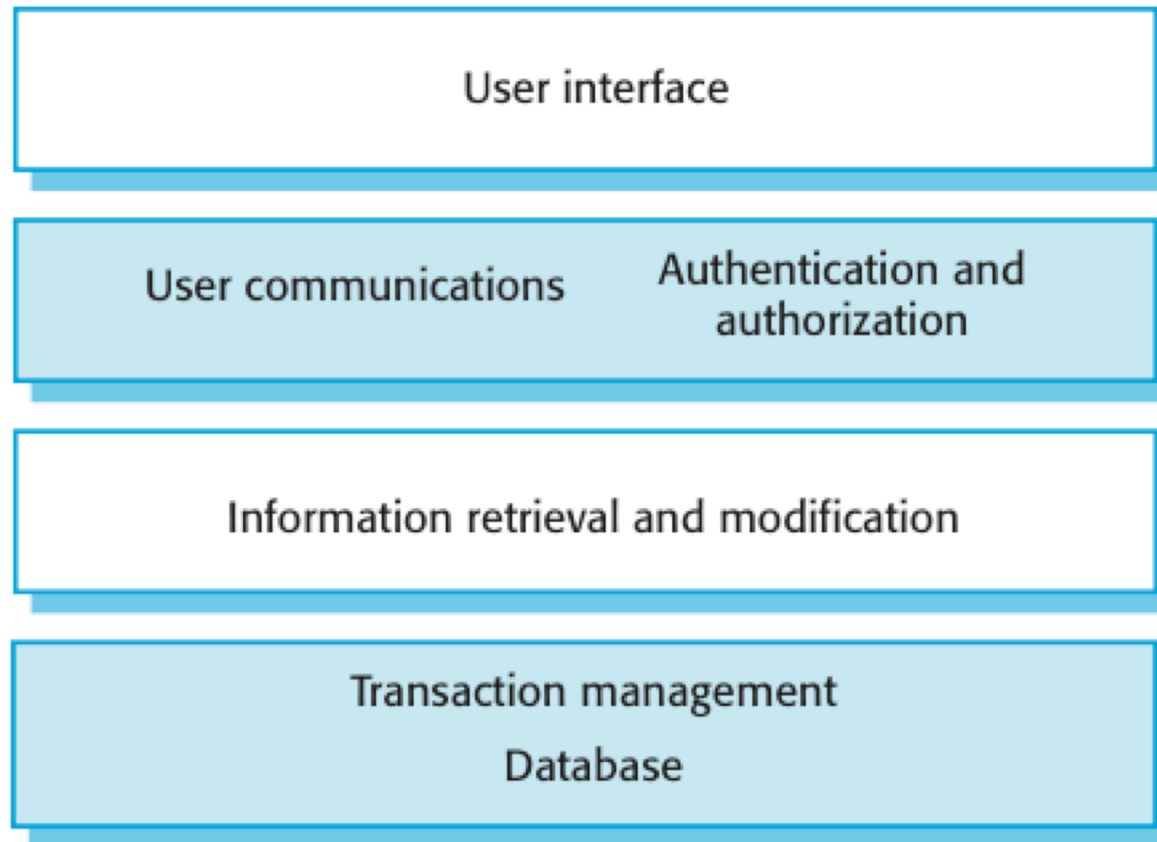 User interface
User communications
Authentication and
authorization
Information retrieval and modification
Transaction management
Database